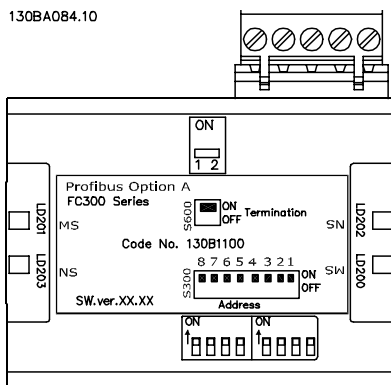 130BA084.10
ON
1 2
Profibus Option A
FC300 Series
S600
ON
OFF
Termination
LD201
MS
LD202
NS
Code No. 130B1100
8 7 6 5 4 3 2 1
S300
ON
OFF
LD203
NS
LD200
MS
SW.ver.XX.XX
Address
ON
ON